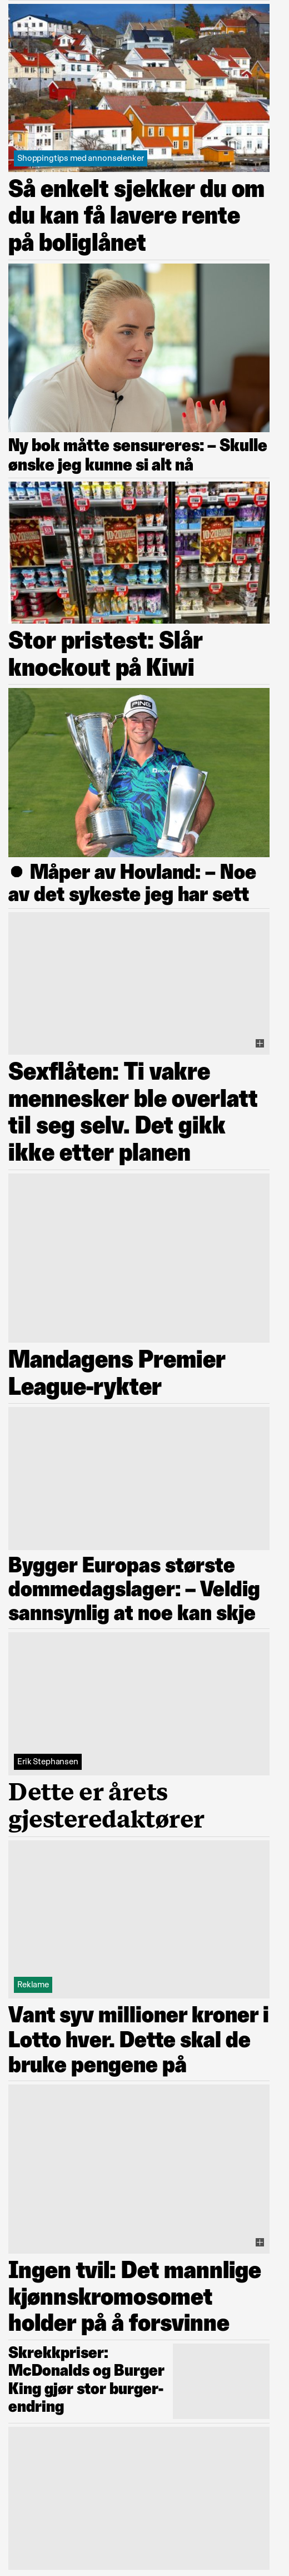 Shoppingtips med annonselenker
Så enkelt sjekker du om
du kan få lavere rente
på boliglånet
Ny bok måtte sensureres: – Skulle
ønske jeg kunne si alt nå
Stor pristest: Slår
knockout på Kiwi
PING
● Måper av Hovland: – Noe
av det sykeste jeg har sett
Sexflåten: Ti vakre
mennesker ble overlatt
til seg selv. Det gikk
ikke etter planen
Mandagens Premier
League-rykter
Bygger Europas største
dommedagslager: – Veldig
sannsynlig at noe kan skje
Erik Stephansen
Dette er årets
gjesteredaktører
Reklame
Vant syv millioner kroner i
Lotto hver. Dette skal de
bruke pengene på
Ingen tvil: Det mannlige
kjønnskromosomet
holder på å forsvinne
Skrekkpriser:
McDonalds og Burger
King gjør stor burger-
endring